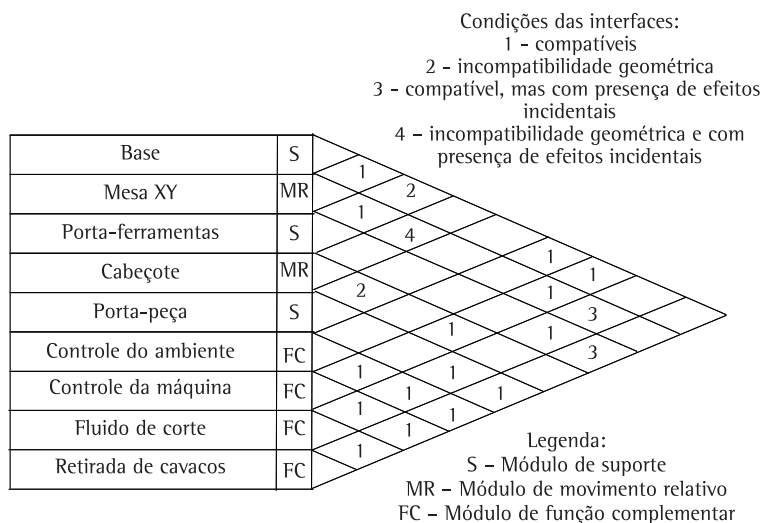 Condições das interfaces:
1 - compatíveis
2 - incompatibilidade geométrica
3 - compatível, mas com presença de efeitos
incidentais
4 - incompatibilidade geométrica e com
presença de efeitos incidentais
Base S
Mesa XY MR
Porta-ferramentas S
Cabeçote MR
Porta-peça S
Controle do ambiente FC
Controle da máquina FC
Fluido de corte FC
Retirada de cavacos FC
1
2
1
4
1
1
2
1
3
1
1
3
1
1
1
1
1
1
1
1
1
Legenda:
S - Módulo de suporte
MR - Módulo de movimento relativo
FC - Módulo de função complementar